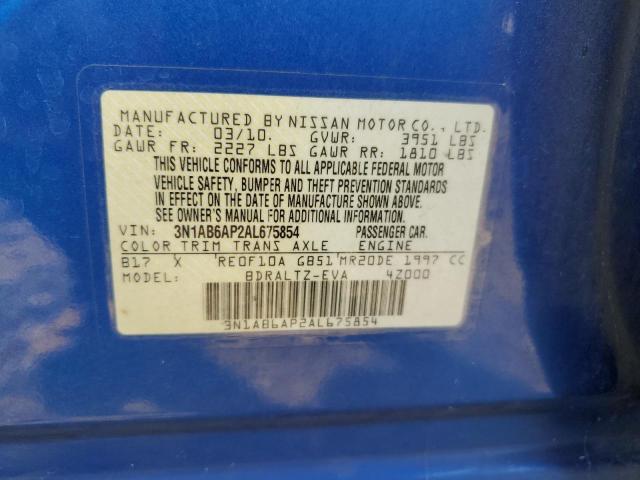 MANUFACTURED BY NISSAN MOTOR CO., LTD.
DATE: 03/10. GVWR: 3951 LBS
GAWR FR: 2227 LBS GAWR RR: 1810 LBS
THIS VEHICLE CONFORMS TO ALL APPLICABLE FEDERAL MOTOR
VEHICLE SAFETY, BUMPER AND THEFT PREVENTION STANDARDS
IN EFFECT ON THE DATE OF MANUFACTURE SHOWN ABOVE.
SEE OWNER'S MANUAL FOR ADDITIONAL INFORMATION.
VIN: 3N1AB6AP2AL675854 PASSENGER CAR.
COLOR TRIM TRANS AXLE ENGINE
B17 X RE0F10A GB51 MR20DE 1997 CC
MODEL: BDRALTZ-EVA 4Z000
3N1AB6AP2AL675854